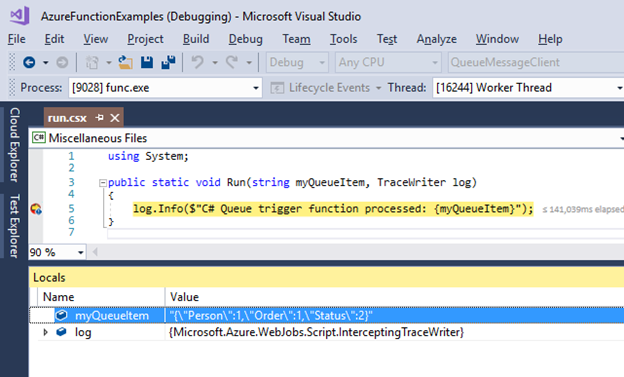 AzureFunctionExamples (Debugging) - Microsoft Visual Studio
File Edit View Project Build Debug Team Tools Test Analyze Window Help
Debug Any CPU QueueMessageClient
Process: [9028] func.exe Lifecycle Events Thread: [16244] Worker Thread
Cloud Explorer
Test Explorer
run.csx
C# Miscellaneous Files
1 using System;
2
3 public static void Run(string myQueueItem, TraceWriter log)
4 {
5 log.Info($"C# Queue trigger function processed: {myQueueItem}"); ≤ 141,039ms elapsed
6 }
7
90 %
Locals
Name Value
myQueueItem "{\"Person\":1,\"Order\":1,\"Status\":2}"
log {Microsoft.Azure.WebJobs.Script.InterceptingTraceWriter}